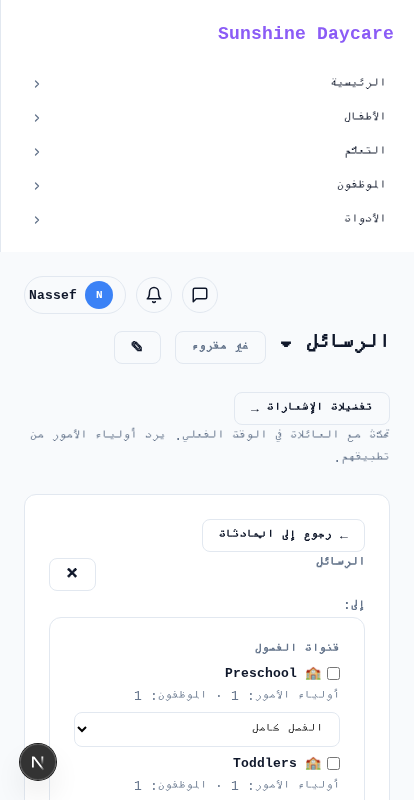 Sunshine Daycare
الرئيسية
الأطفال
التعلّم
الموظفون
الأدوات
Nassef N
الرسائل
غير مقروء
تفضيلات الإشعارات →
تحدّث مع العائلات في الوقت الفعلي. يرد أولياء الأمور من
تطبيقهم.
← رجوع إلى المحادثات
الرسائل
إلى:
قنوات الفصول
Preschool
أولياء الأمور: 1 · الموظفون: 1
الفصل كامل
Toddlers
أولياء الأمور: 1 · الموظفون: 1
N